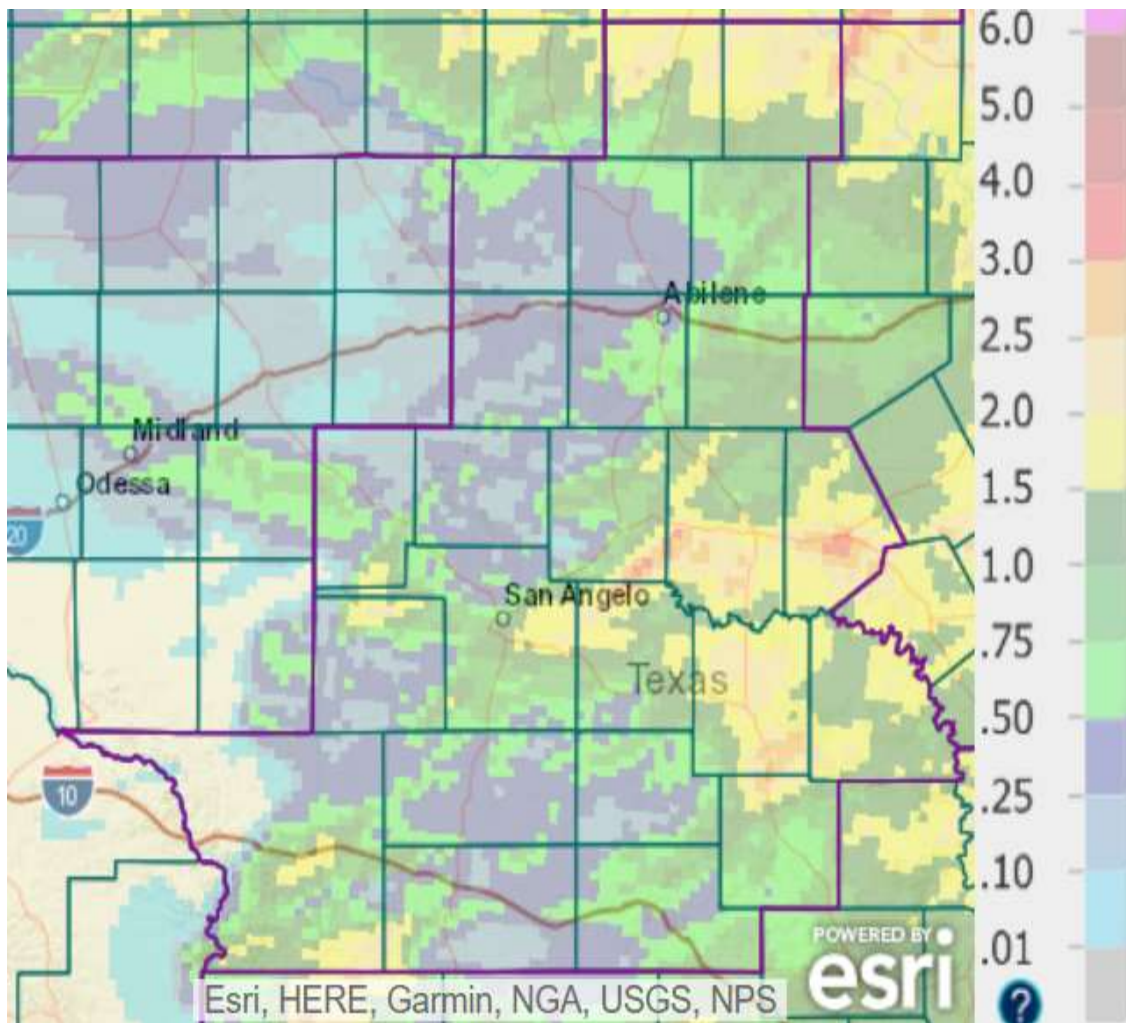 6.0
5.0
4.0
3.0
2.5
2.0
1.5
1.0
.75
.50
.25
.10
.01
Abilene
Midland
Odessa
20
San Angelo
Texas
10
POWERED BY
esri
Esri, HERE, Garmin, NGA, USGS, NPS
?